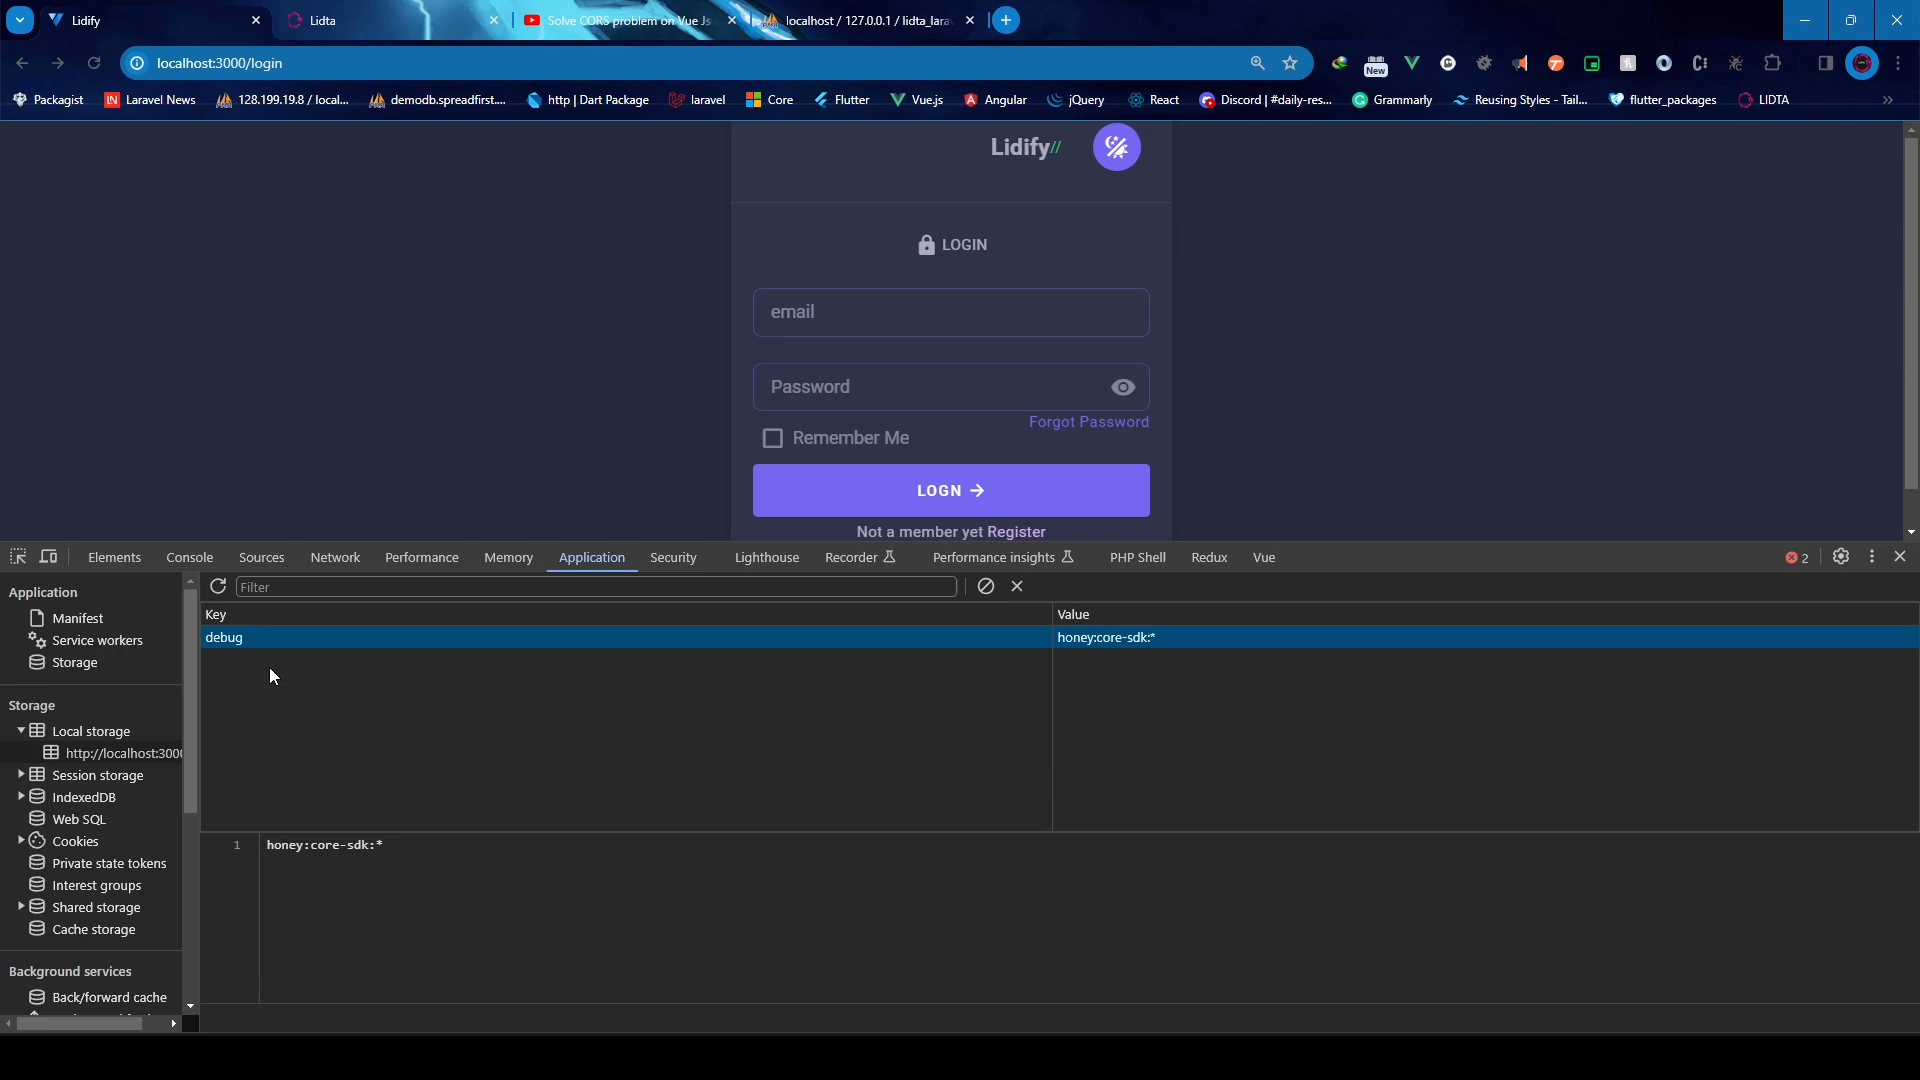 Lidify
Lidta
Solve CORS problem on Vue Js
localhost / 127.0.0.1 / lidta_lara
localhost:3000/login
New
Packagist
Laravel News
128.199.19.8 / local...
demodb.spreadfirst....
http | Dart Package
laravel
Core
Flutter
Vue.js
Angular
jQuery
React
Discord | #daily-res...
Grammarly
Reusing Styles - Tail...
flutter_packages
LIDTA
Lidify//
LOGIN
email
Password
Forgot Password
Remember Me
LOGN →
Not a member yet Register
Elements
Console
Sources
Network
Performance
Memory
Application
Security
Lighthouse
Recorder
Performance insights
PHP Shell
Redux
Vue
2
Application
Manifest
Service workers
Storage
Storage
Local storage
http://localhost:3000
Session storage
IndexedDB
Web SQL
Cookies
Private state tokens
Interest groups
Shared storage
Cache storage
Background services
Back/forward cache
Filter
Key
Value
debug
honey:core-sdk:*
1
honey:core-sdk:*